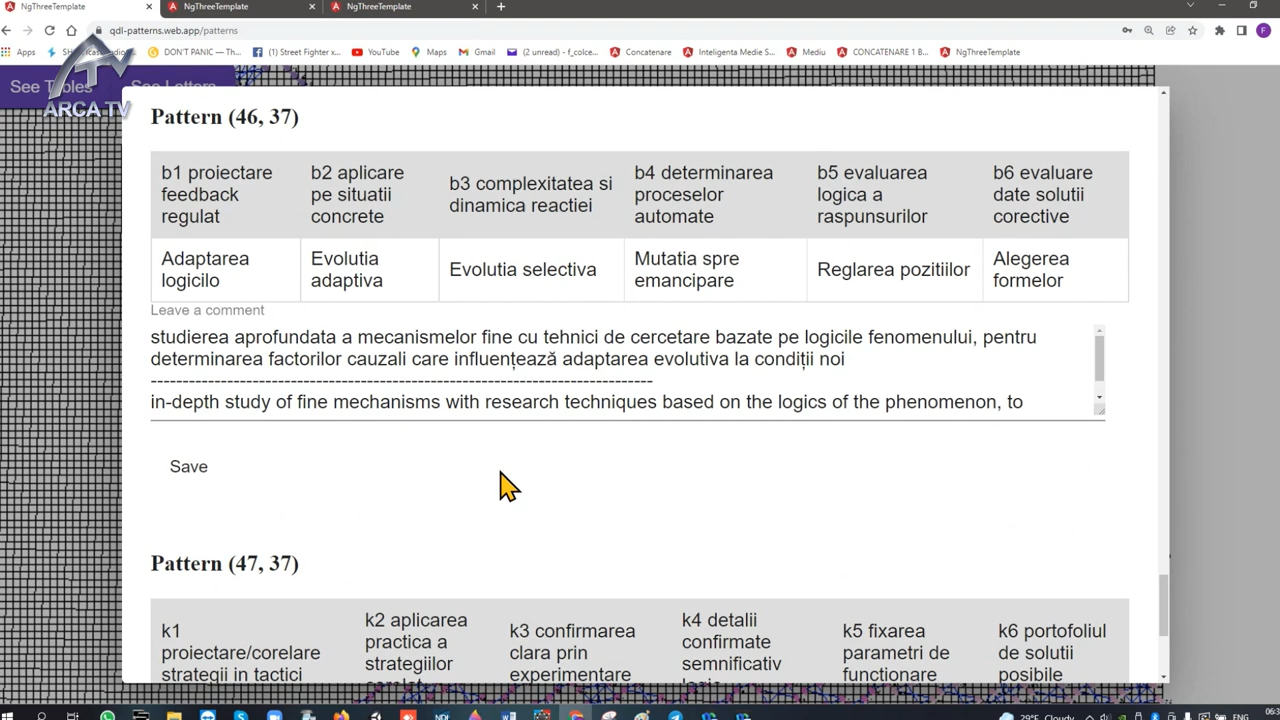 NgThreeTemplate
NgThreeTemplate
NgThreeTemplate
qdl-patterns.web.app/patterns
Apps
DON'T PANIC — Th...
(1) Street Fighter x...
YouTube
Maps
Gmail
(2 unread) - f_colce...
Concatenare
Inteligenta Medie S...
Mediu
CONCATENARE 1 B...
NgThreeTemplate
See Tables
See Letters
ARCA TV
Pattern (46, 37)
b1 proiectare
feedback
regulat
b2 aplicare
pe situatii
concrete
b3 complexitatea si
dinamica reactiei
b4 determinarea
proceselor
automate
b5 evaluarea
logica a
raspunsurilor
b6 evaluare
date solutii
corective
Adaptarea
logicilo
Evolutia
adaptiva
Evolutia selectiva
Mutatia spre
emancipare
Reglarea pozitiilor
Alegerea
formelor
Leave a comment
studierea aprofundata a mecanismelor fine cu tehnici de cercetare bazate pe logicile fenomenului, pentru
determinarea factorilor cauzali care influențează adaptarea evolutiva la condiții noi
------------------------------------------------------------------------------
in-depth study of fine mechanisms with research techniques based on the logics of the phenomenon, to
Save
Pattern (47, 37)
k1
proiectare/corelare
strategii in tactici
k2 aplicarea
practica a
strategiilor
k3 confirmarea
clara prin
experimentare
k4 detalii
confirmate
semnificativ
k5 fixarea
parametri de
functionare
k6 portofoliul
de solutii
posibile
29°F Cloudy
ENG